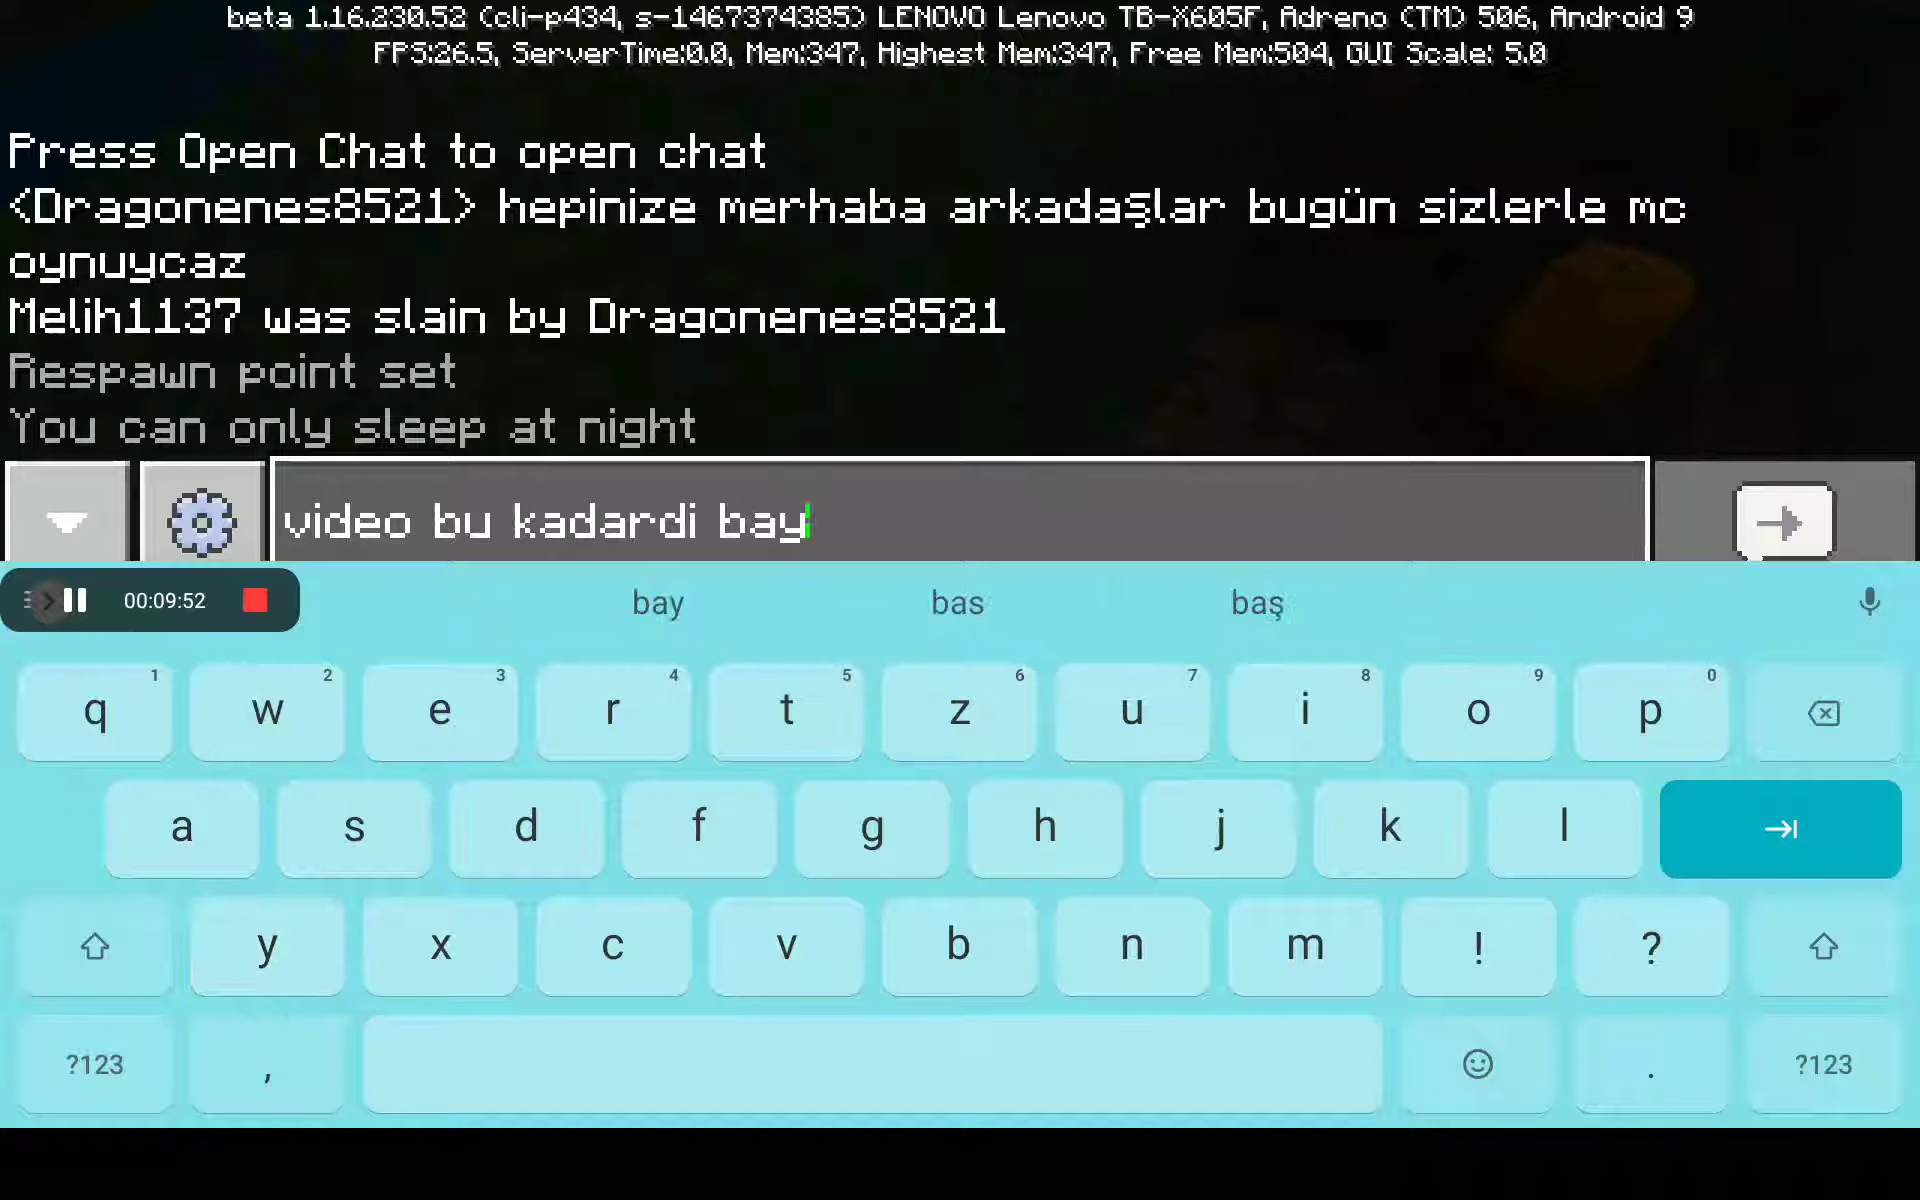 beta 1.16.230.52 (cli-p434, s-1467374385) LENOVO Lenovo TB-X605F, Adreno (TM) 506, Android 9
FPS:26.5, ServerTime:0.0, Mem:347, Highest Mem:347, Free Mem:504, GUI Scale: 5.0
Press Open Chat to open chat
<Dragonenes8521> hepinize merhaba arkadaşlar bugün sizlerle mc
oynuycaz
Melih1137 was slain by Dragonenes8521
Respawn point set
You can only sleep at night
video bu kadardi bay
00:09:52 bay bas baş
1 2 3 4 5 6 7 8 9 0
q w e r t z u i o p
a s d f g h j k l
y x c v b n m ! ?
?123 , . ?123